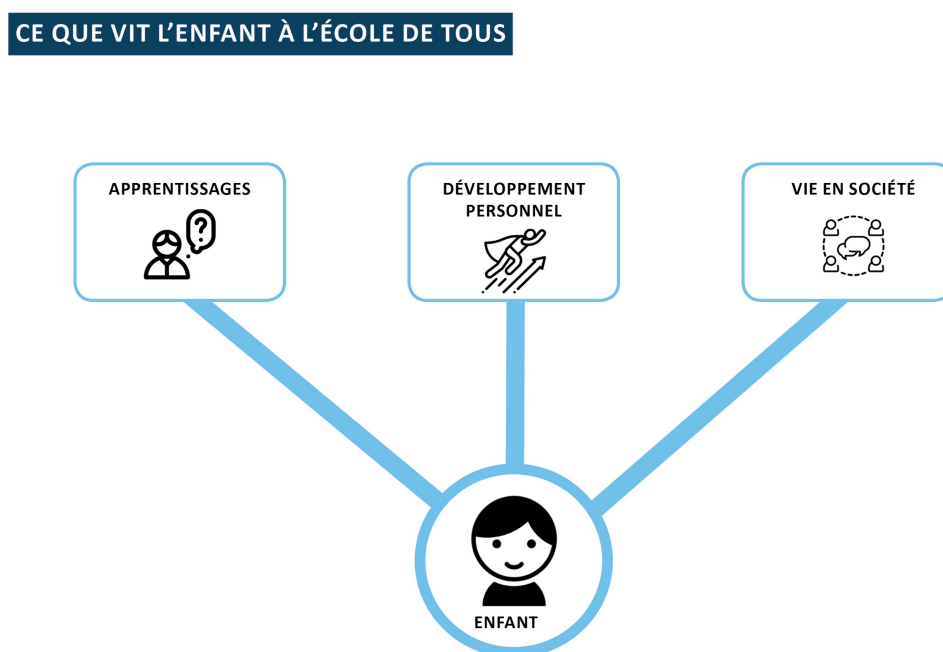 CE QUE VIT L'ENFANT À L'ÉCOLE DE TOUS
APPRENTISSAGES
?
DÉVELOPPEMENT
PERSONNEL
VIE EN SOCIÉTÉ
ENFANT